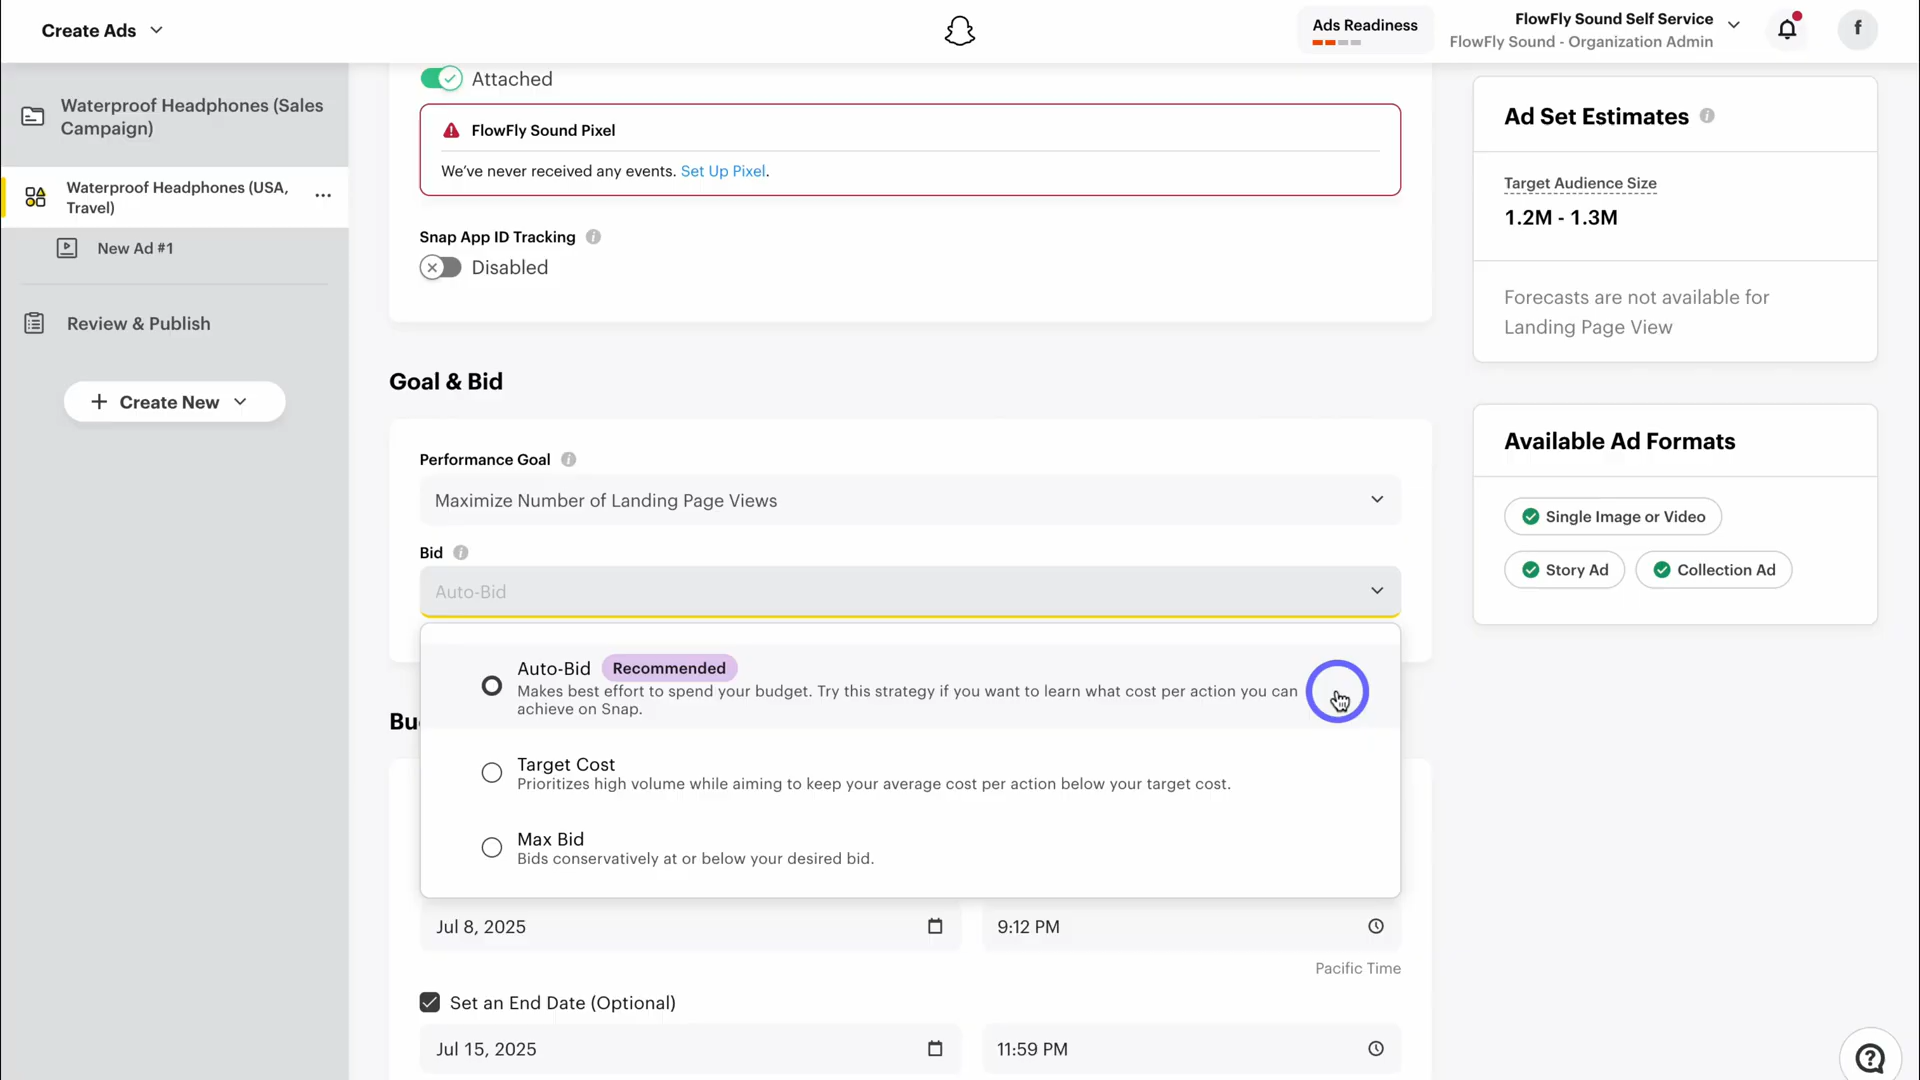 Create Ads
Ads Readiness
FlowFly Sound Self Service
FlowFly Sound - Organization Admin
f
Waterproof Headphones (Sales
Campaign)
Waterproof Headphones (USA,
Travel)
New Ad #1
Review & Publish
+ Create New
Attached
FlowFly Sound Pixel
We’ve never received any events. Set Up Pixel.
Snap App ID Tracking
Disabled
Goal & Bid
Performance Goal
Maximize Number of Landing Page Views
Bid
Auto-Bid
Auto-Bid Recommended
Makes best effort to spend your budget. Try this strategy if you want to learn what cost per action you can
achieve on Snap.
Bu
Target Cost
Prioritizes high volume while aiming to keep your average cost per action below your target cost.
Max Bid
Bids conservatively at or below your desired bid.
Jul 8, 2025
9:12 PM
Pacific Time
Set an End Date (Optional)
Jul 15, 2025
11:59 PM
Ad Set Estimates
Target Audience Size
1.2M - 1.3M
Forecasts are not available for
Landing Page View
Available Ad Formats
Single Image or Video
Story Ad
Collection Ad